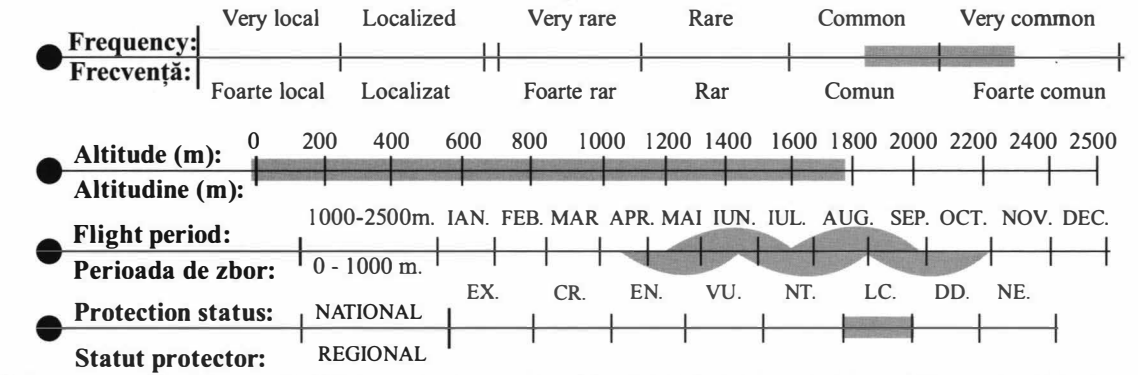 Very local Localized Very rare Rare Common Very common
Frequency:
Frecvență:
Foarte local Localizat Foarte rar Rar Comun Foarte comun
0 200 400 600 800 1000 1200 1400 1600 1800 2000 2200 2400 2500
Altitude (m):
Altitudine (m):
1000-2500m. IAN. FEB. MAR APR. MAI IUN. IUL. AUG. SEP. OCT. NOV. DEC.
Flight period:
Perioada de zbor: 0 - 1000 m.
EX. CR. EN. VU. NT. LC. DD. NE.
Protection status: NATIONAL
Statut protector: REGIONAL